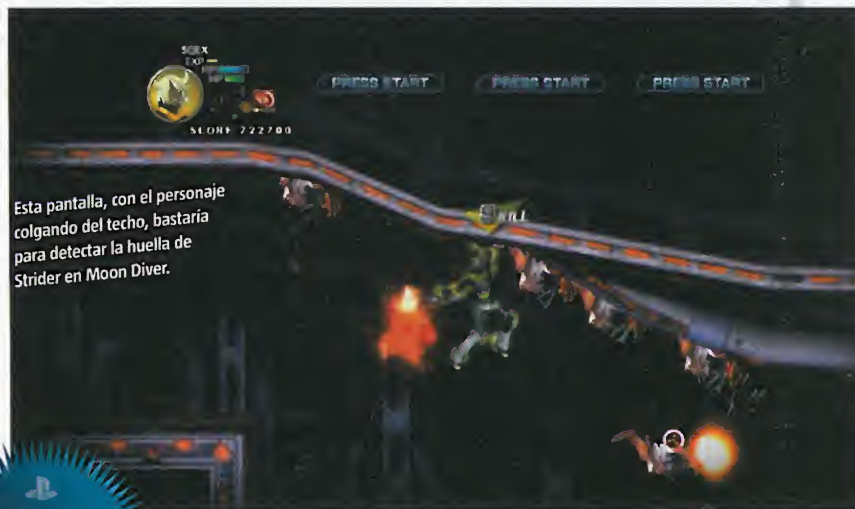 EXP
PRESS START
PRESS START
PRESS START
SCORE 722700
Esta pantalla, con el personaje
colgando del techo, bastaría
para detectar la huella de
Strider en Moon Diver.